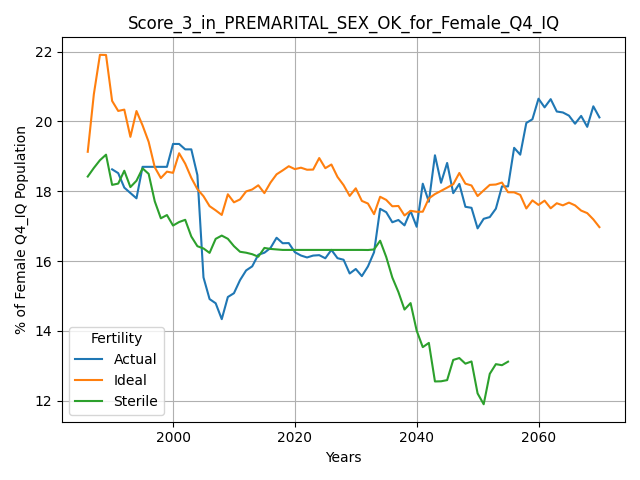 Score_3_in_PREMARITAL_SEX_OK_for_Female_Q4_IQ
% of Female Q4_IQ Population
22
20
18
16
14
12
Fertility
Actual
Ideal
Sterile
2000 2020 2040 2060
Years